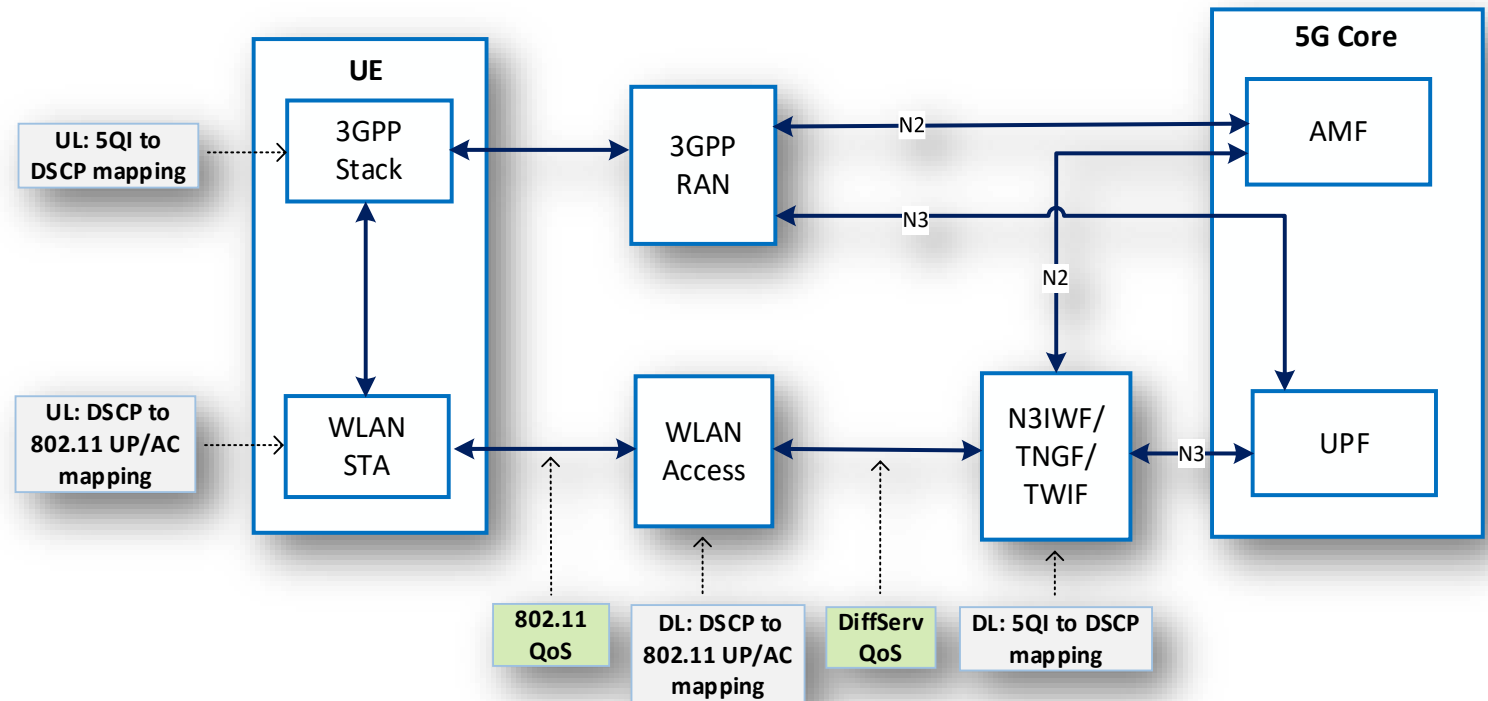 5G Core
UE
3GPP
Stack
UL: 5QI to
DSCP mapping
3GPP
RAN
N2
AMF
N3
N2
UL: DSCP to
802.11 UP/AC
mapping
WLAN
STA
WLAN
Access
N3IWF/
TNGF/
TWIF
N3
UPF
802.11
QoS
DL: DSCP to
802.11 UP/AC
mapping
DiffServ
QoS
DL: 5QI to DSCP
mapping